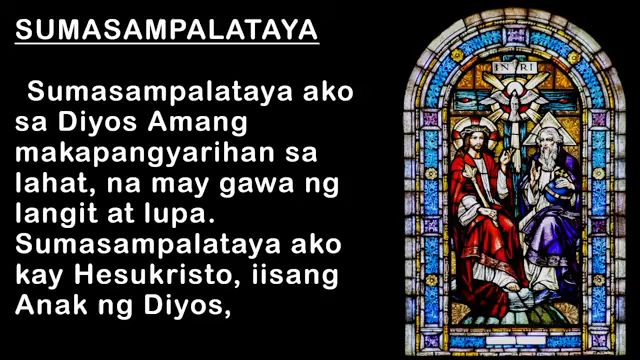 SUMASAMPALATAYA
Sumasampalataya ako
sa Diyos Amang
makapangyarihan sa
lahat, na may gawa ng
langit at lupa.
Sumasampalataya ako
kay Hesukristo, iisang
Anak ng Diyos,
INRI